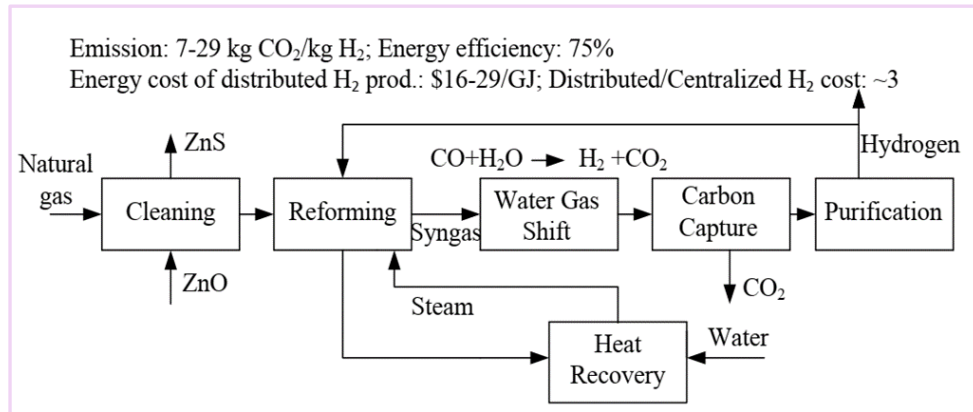 Emission: 7-29 kg CO₂/kg H₂; Energy efficiency: 75%
Energy cost of distributed H₂ prod.: $16-29/GJ; Distributed/Centralized H₂ cost: ~3
ZnS
Hydrogen
Natural
gas
CO+H₂O → H₂ +CO₂
Cleaning
Reforming
Syngas
Water Gas
Shift
Carbon
Capture
Purification
ZnO
Steam
CO₂
Water
Heat
Recovery